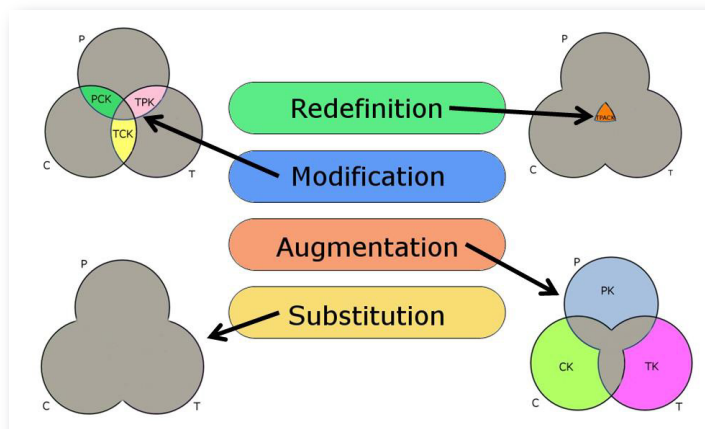 P
PCK
TPK
TCK
C
T
Redefinition
Modification
Augmentation
Substitution
P
TPACK
C
T
C
T
P
PK
CK
TK
C
T